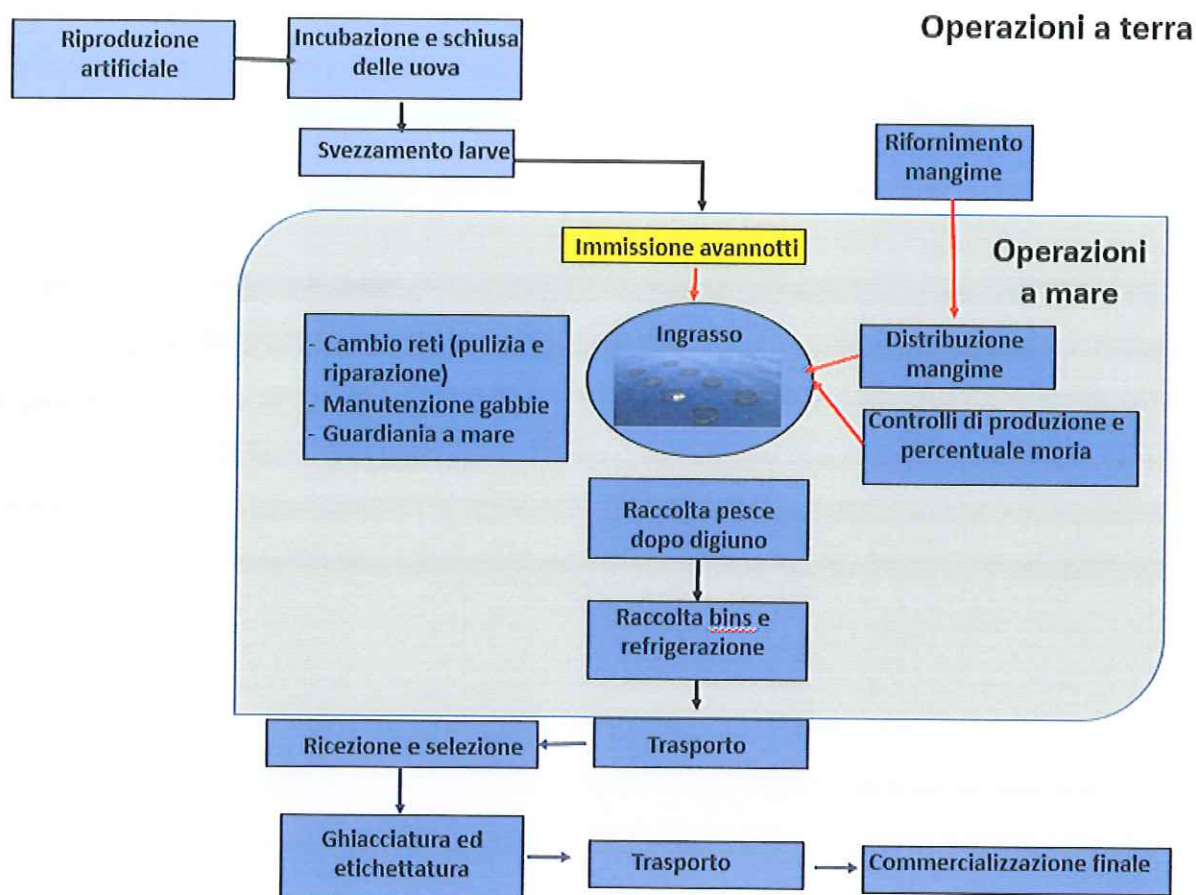 Operazioni a terra
Riproduzione
artificiale
Incubazione e schiusa
delle uova
Svezzamento larve
Rifornimento
mangime
Immissione avannotti
Operazioni
a mare
- Cambio reti (pulizia e
riparazione)
- Manutenzione gabbie
- Guardiania a mare
Ingrasso
Distribuzione
mangime
Controlli di produzione e
percentuale moria
Raccolta pesce
dopo digiuno
Raccolta bins e
refrigerazione
Ricezione e selezione
Trasporto
Ghiacciatura ed
etichettatura
Trasporto
Commercializzazione finale